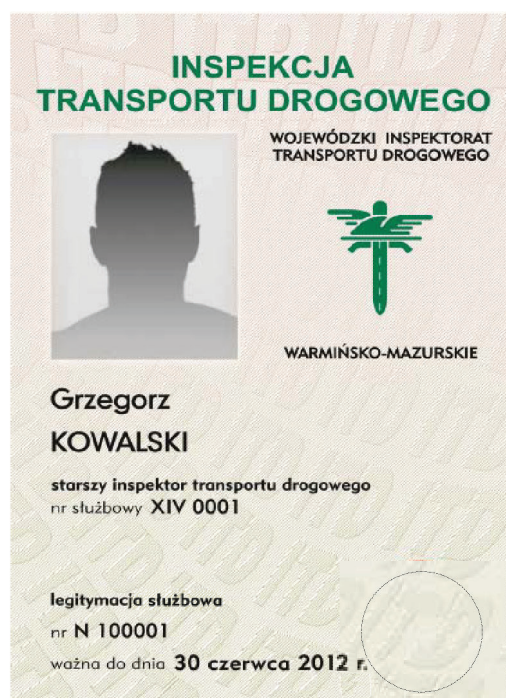 INSPEKCJA
TRANSPORTU DROGOWEGO
WOJEWÓDZKI INSPEKTORAT
TRANSPORTU DROGOWEGO
WARMIŃSKO-MAZURSKIE
Grzegorz
KOWALSKI
starszy inspektor transportu drogowego
nr służbowy XIV 0001
legitymacja służbowa
nr N 100001
ważna do dnia 30 czerwca 2012 r.